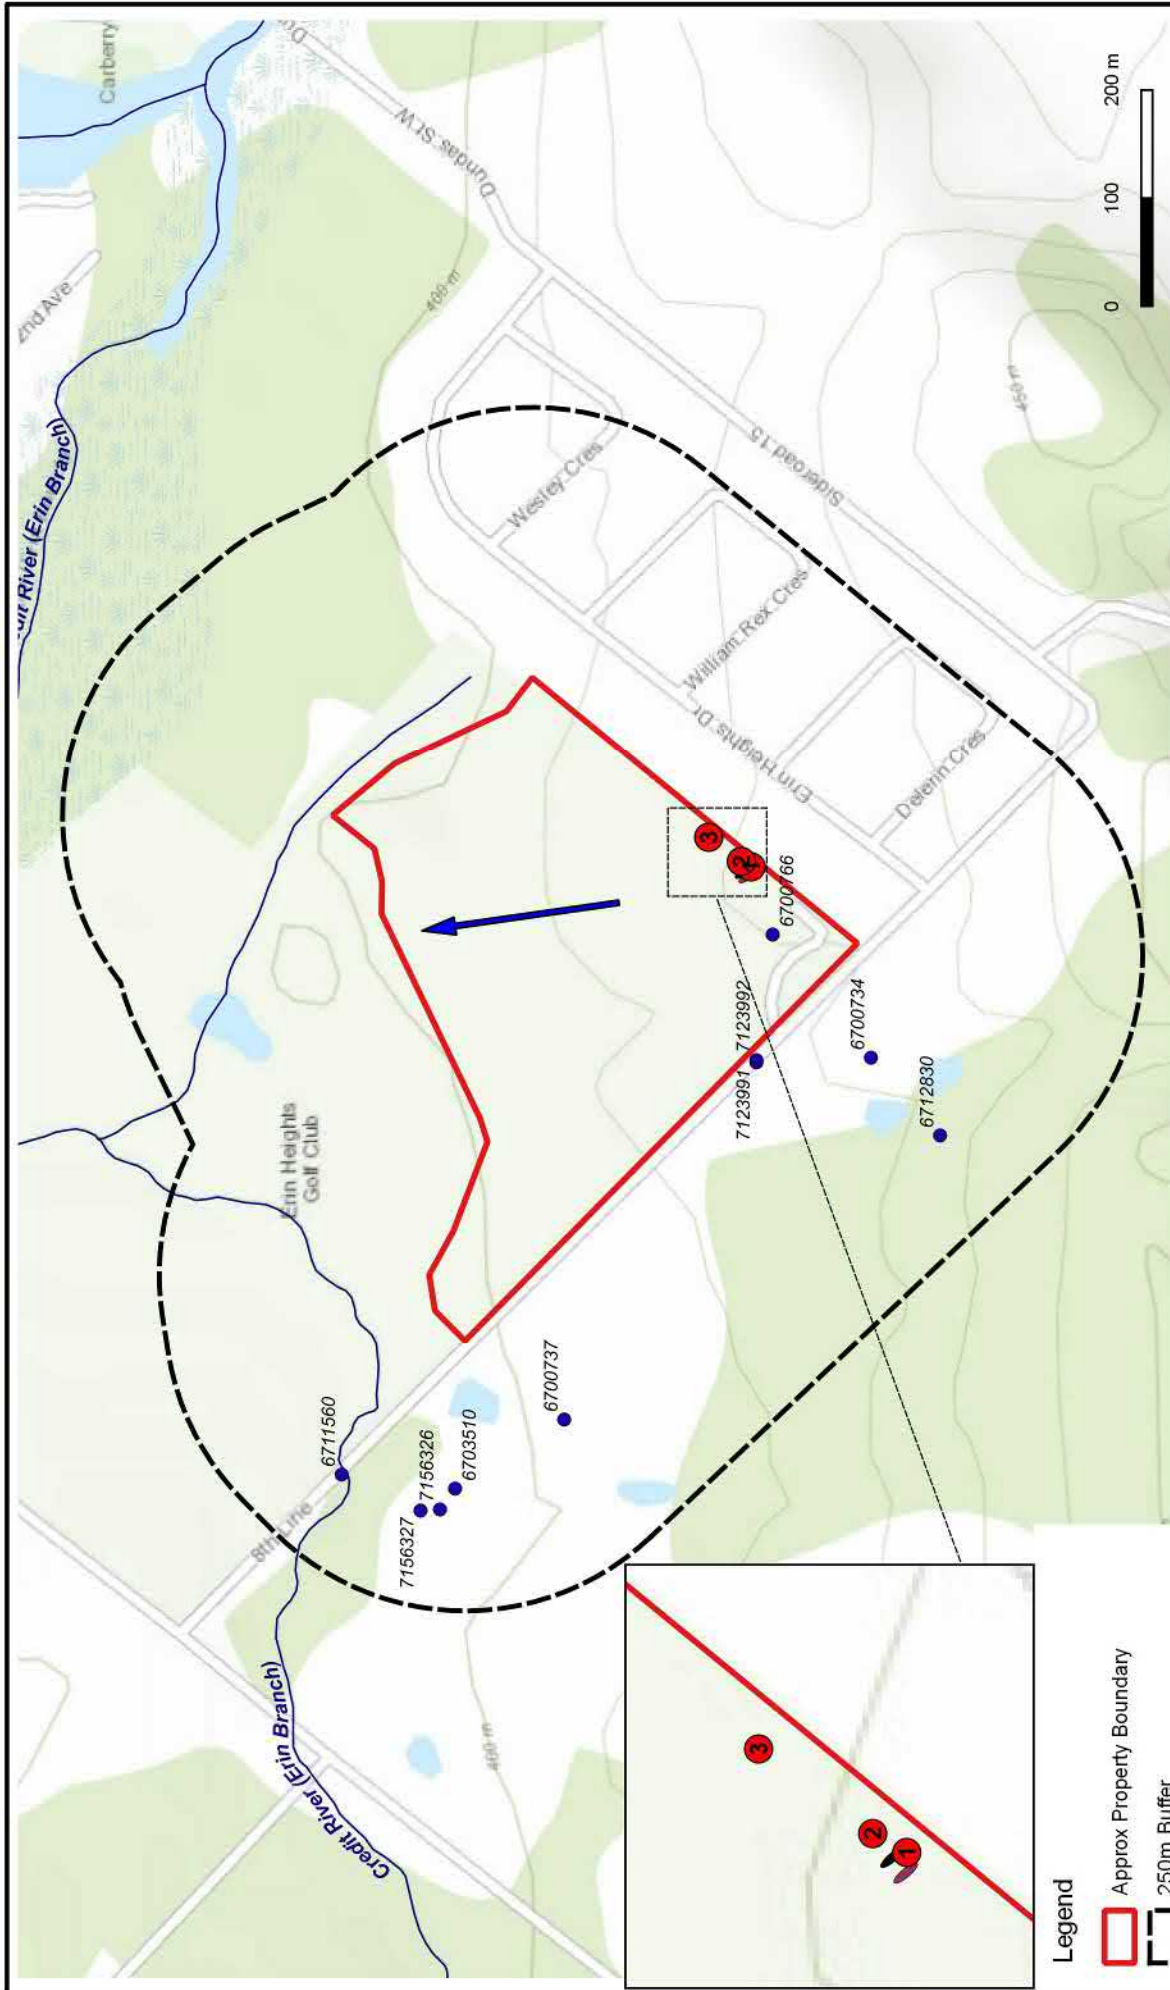 Carberry
2nd Ave
Dundas St W
400 m
Credit River (Erin Branch)
Wesley Cres
Sideroad 15
450 m
William Rex Cres
Erin Heights Dr
Delerin Cres
Erin Heights
Golf Club
8th Line
400 m
Credit River (Erin Branch)
6711560
7156327
7156326
6703510
6700737
7123991
7123992
6700766
6700734
6712830
3
2
1
3
2
1
0
100
200 m
Legend
Approx Property Boundary
250m Buffer